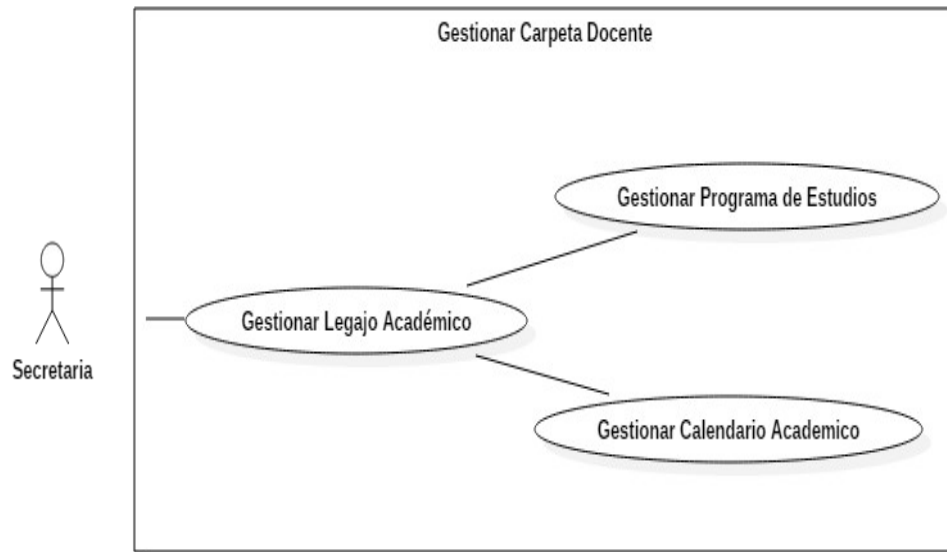 Gestionar Carpeta Docente
Gestionar Programa de Estudios
Gestionar Legajo Académico
Secretaria
Gestionar Calendario Academico